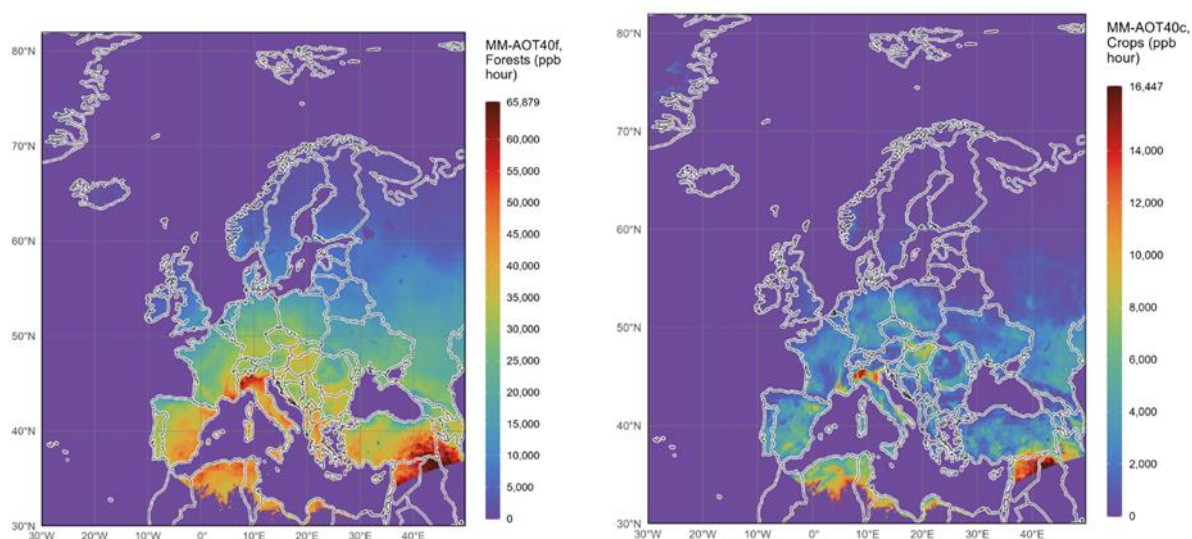 MM-AOT40f,
Forests (ppb
hour)
65,879
60,000
55,000
50,000
45,000
40,000
35,000
30,000
25,000
20,000
15,000
10,000
5,000
0
80°N
70°N
60°N
50°N
40°N
30°N
30°W
20°W
10°W
0°
10°E
20°E
30°E
40°E
MM-AOT40c,
Crops (ppb
hour)
16,447
14,000
12,000
10,000
8,000
6,000
4,000
2,000
0
80°N
70°N
60°N
50°N
40°N
30°N
30°W
20°W
10°W
0°
10°E
20°E
30°E
40°E